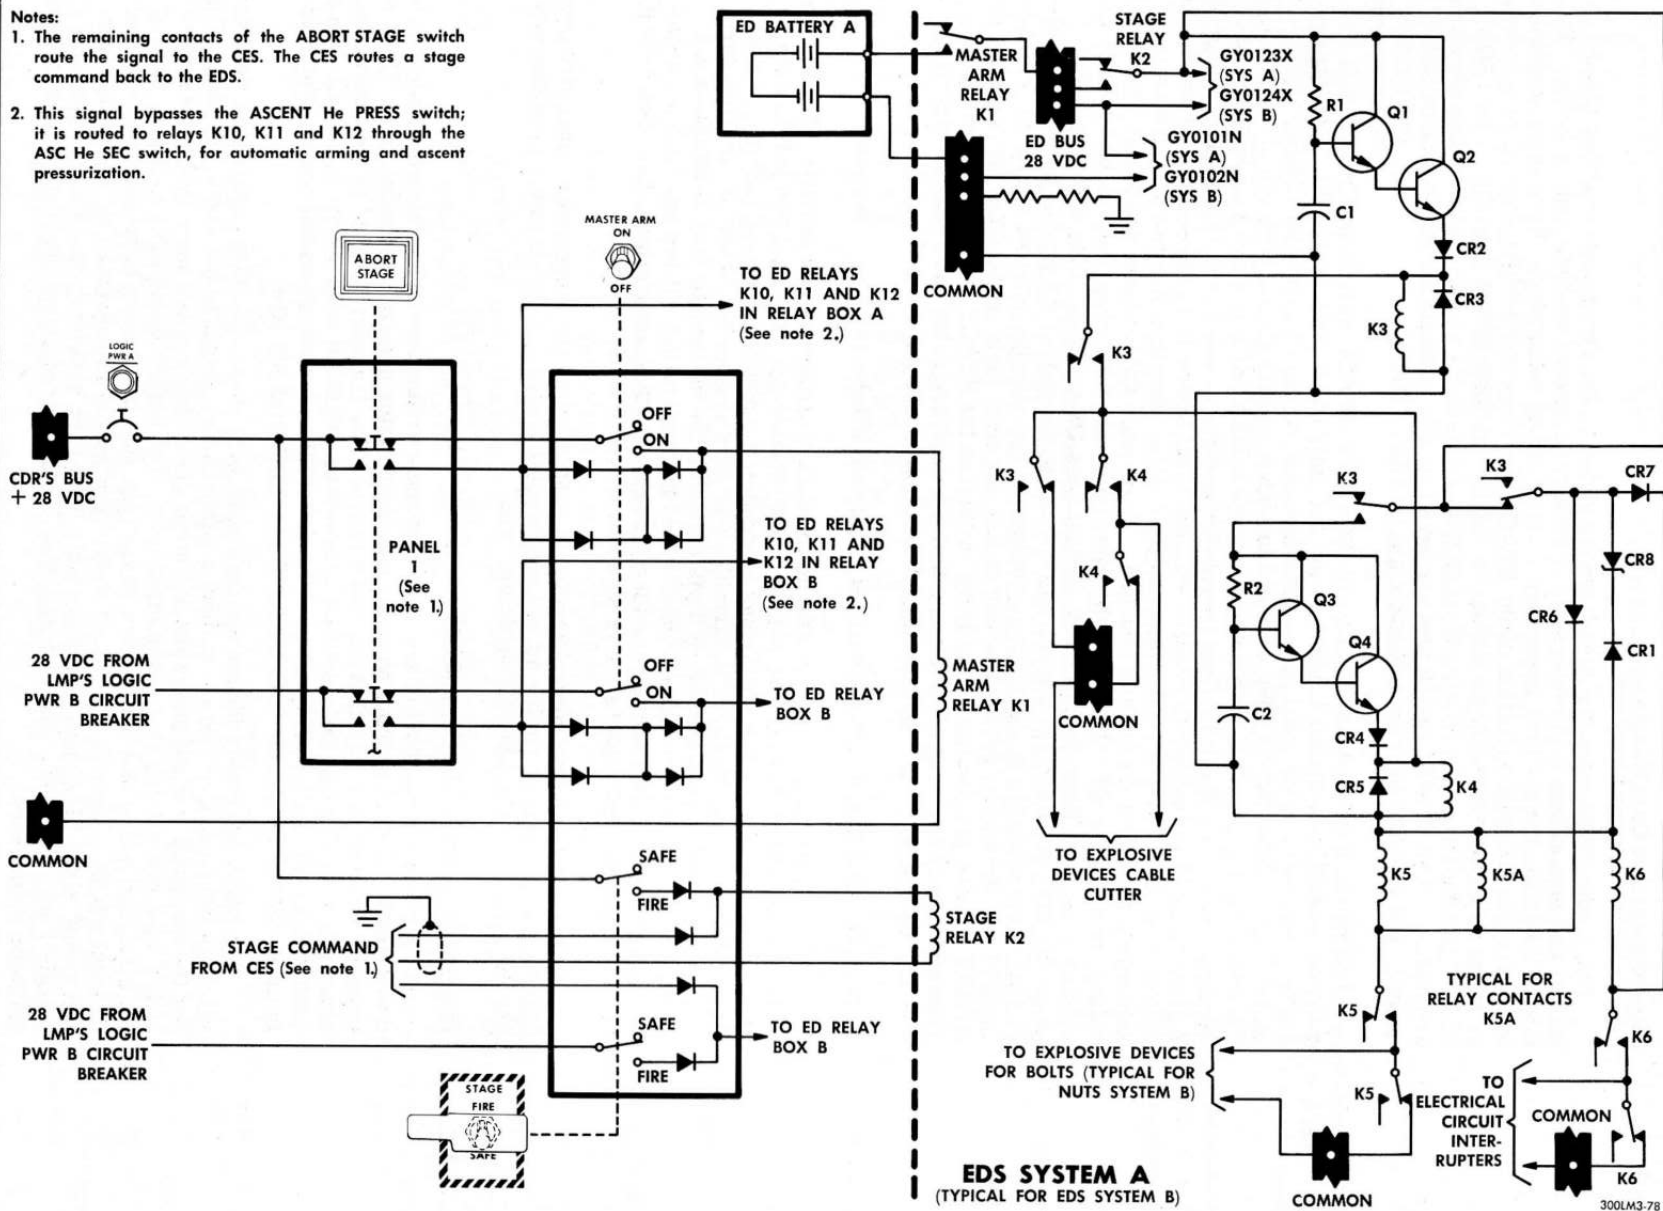 Notes:
1. The remaining contacts of the ABORT STAGE switch
route the signal to the CES. The CES routes a stage
command back to the EDS.
2. This signal bypasses the ASCENT He PRESS switch;
it is routed to relays K10, K11 and K12 through the
ASC He SEC switch, for automatic arming and ascent
pressurization.
ED BATTERY A
MASTER
ARM
RELAY
K1
STAGE
RELAY
K2
ED BUS
28 VDC
GY0123X
(SYS A)
GY0124X
(SYS B)
GY0101N
(SYS A)
GY0102N
(SYS B)
COMMON
R1
Q1
Q2
C1
CR2
CR3
K3
ABORT
STAGE
MASTER ARM
ON
OFF
TO ED RELAYS
K10, K11 AND K12
IN RELAY BOX A
(See note 2.)
LOGIC
PWR A
CDR'S BUS
+ 28 VDC
PANEL
1
(See
note 1.)
OFF
ON
TO ED RELAYS
K10, K11 AND
K12 IN RELAY
BOX B
(See note 2.)
28 VDC FROM
LMP'S LOGIC
PWR B CIRCUIT
BREAKER
OFF
ON
TO ED RELAY
BOX B
MASTER
ARM
RELAY K1
COMMON
SAFE
FIRE
STAGE
RELAY K2
STAGE COMMAND
FROM CES (See note 1.)
28 VDC FROM
LMP'S LOGIC
PWR B CIRCUIT
BREAKER
SAFE
FIRE
TO ED RELAY
BOX B
STAGE
FIRE
SAFE
K3
K3
K4
K4
COMMON
TO EXPLOSIVE
DEVICES CABLE
CUTTER
K3
K3
CR7
CR8
R2
Q3
Q4
CR6
CR1
C2
CR4
CR5
K4
K5
K5A
K6
TYPICAL FOR
RELAY CONTACTS
K5A
K5
K5
TO EXPLOSIVE DEVICES
FOR BOLTS (TYPICAL FOR
NUTS SYSTEM B)
COMMON
K6
TO
ELECTRICAL
CIRCUIT
INTER-
RUPTERS
COMMON
K6
EDS SYSTEM A
(TYPICAL FOR EDS SYSTEM B)
300LM3-78